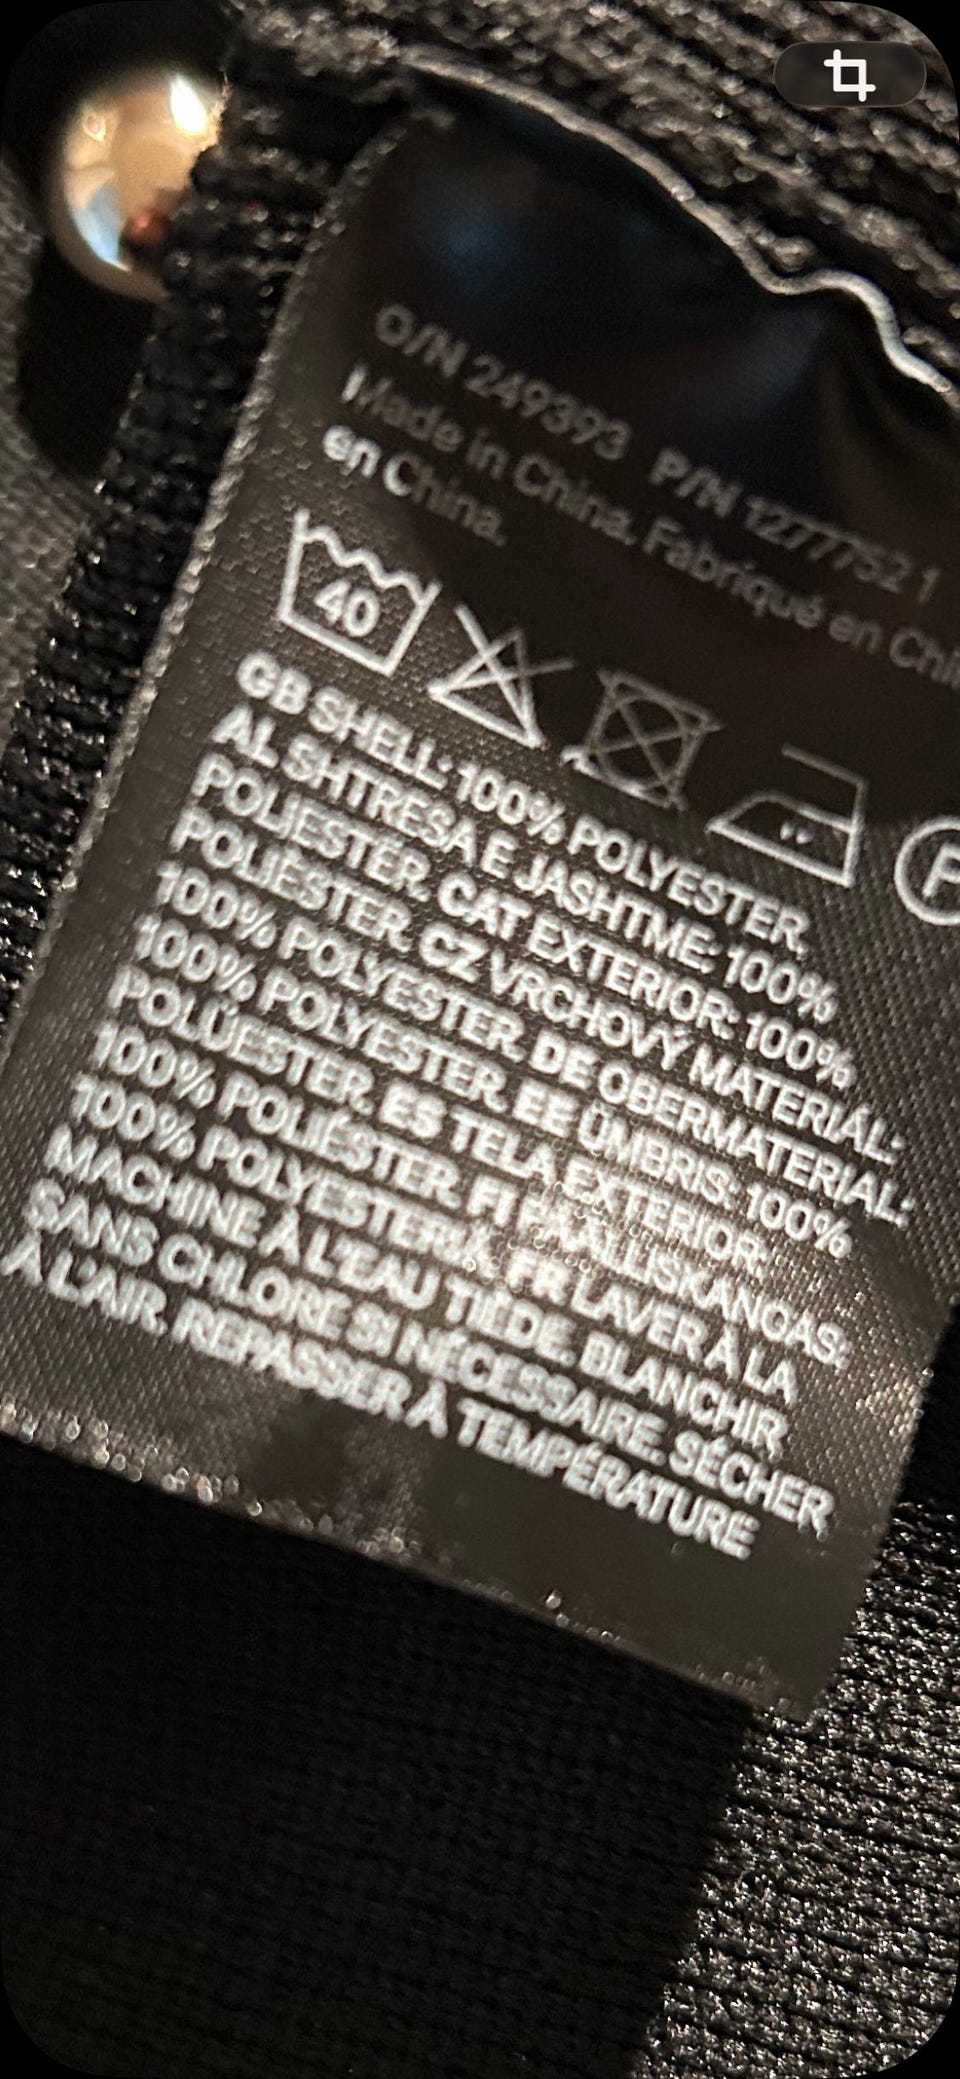 O/N 249393 P/N 1277752 1
Made in China. Fabriqué en
en China.
40
GB SHELL: 100% POLYESTER.
AL SHTRESA E JASHTME: 100%
POLIESTËR. CAT EXTERIOR: 100%
POLIÈSTER. CZ VRCHOVÝ MATERIÁL:
100% POLYESTER. DE OBERMATERIAL:
100% POLYESTER. EE ÜMBRIS: 100%
POLÜESTER. ES TELA EXTERIOR:
100% POLIÉSTER. FI PÄÄLLISKANGAS:
100% POLYESTERIÄ. FR LAVER À LA
MACHINE À L'EAU TIÈDE. BLANCHIR
SANS CHLORE SI NÉCESSAIRE. SÉCHER
À L'AIR. REPASSER À TEMPÉRATURE